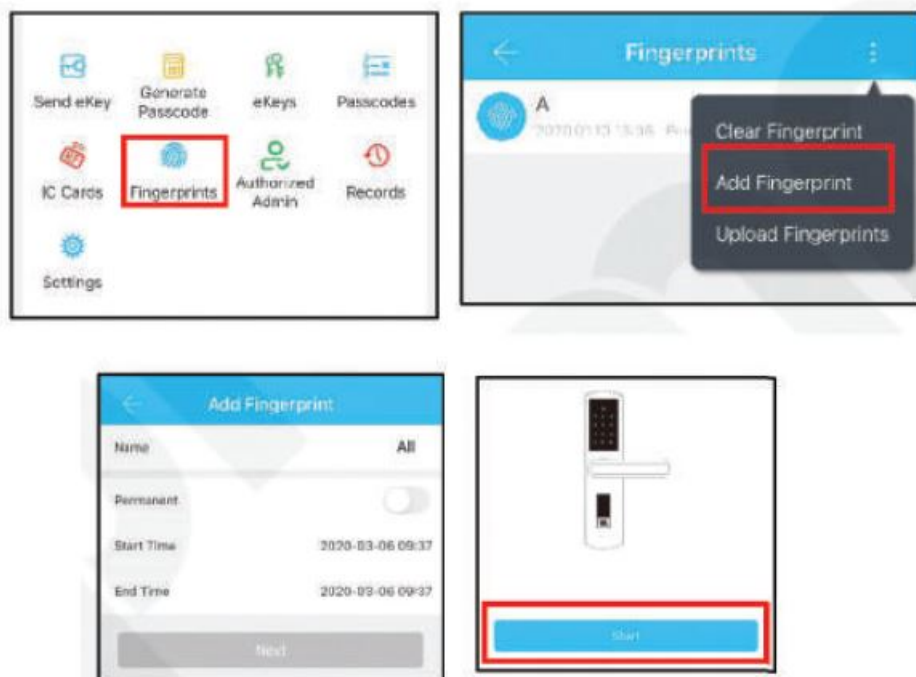 Send eKey
Generate
Passcode
eKeys
Passcodes
IC Cards
Fingerprints
Authorized
Admin
Records
Settings
Fingerprints
A
Clear Fingerprint
Add Fingerprint
Upload Fingerprints
Add Fingerprint
Name All
Permanent
Start Time 2020-03-06 09:37
End Time 2020-03-06 09:37
Next
Start